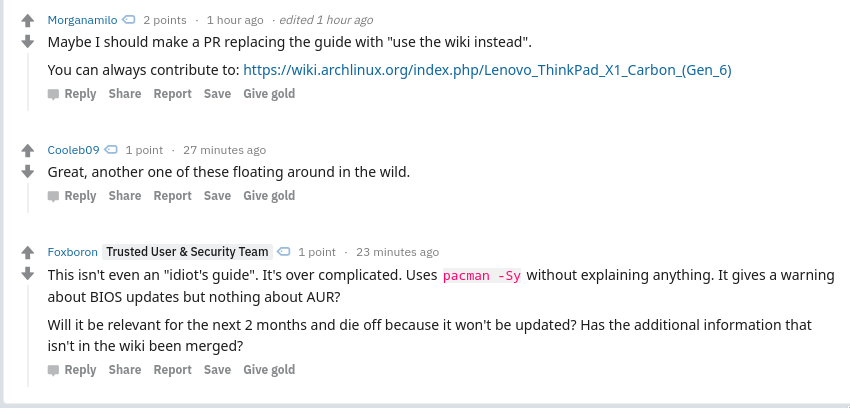 Morganamilo 2 points · 1 hour ago · edited 1 hour ago
Maybe I should make a PR replacing the guide with "use the wiki instead".
You can always contribute to: https://wiki.archlinux.org/index.php/Lenovo_ThinkPad_X1_Carbon_(Gen_6)
Reply Share Report Save Give gold
Cooleb09 1 point · 27 minutes ago
Great, another one of these floating around in the wild.
Reply Share Report Save Give gold
Foxboron Trusted User & Security Team 1 point · 23 minutes ago
This isn't even an "idiot's guide". It's over complicated. Uses pacman -Sy without explaining anything. It gives a warning
about BIOS updates but nothing about AUR?
Will it be relevant for the next 2 months and die off because it won't be updated? Has the additional information that
isn't in the wiki been merged?
Reply Share Report Save Give gold